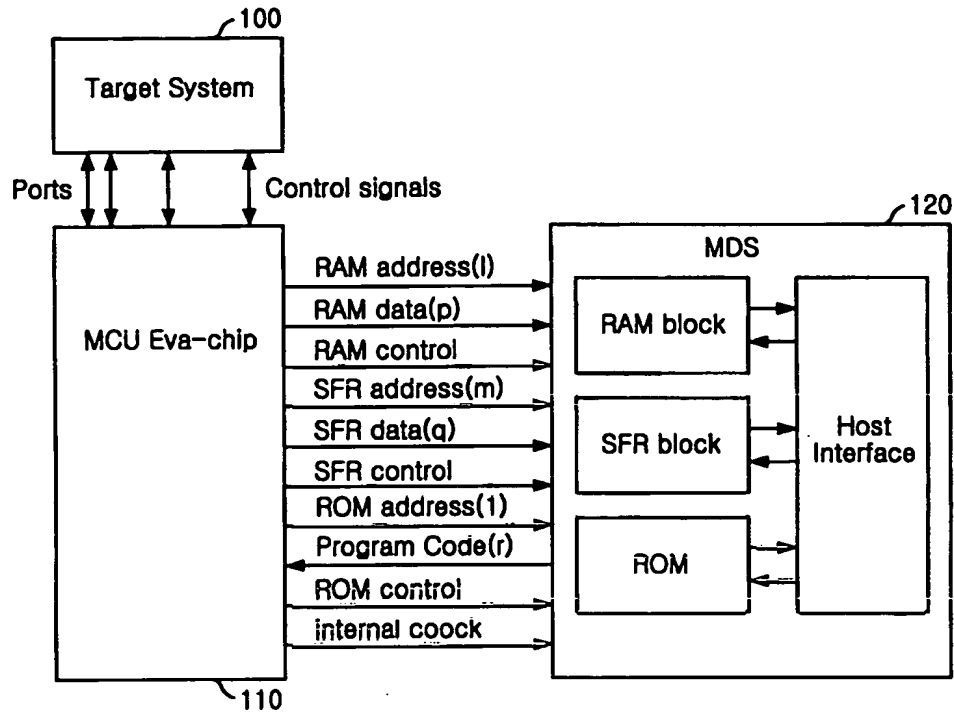 100
Target System
Ports
Control signals
120
MDS
MCU Eva-chip
RAM address(l)
RAM data(p)
RAM control
SFR address(m)
SFR data(q)
SFR control
ROM address(1)
Program Code(r)
ROM control
internal coock
RAM block
SFR block
ROM
Host
Interface
110